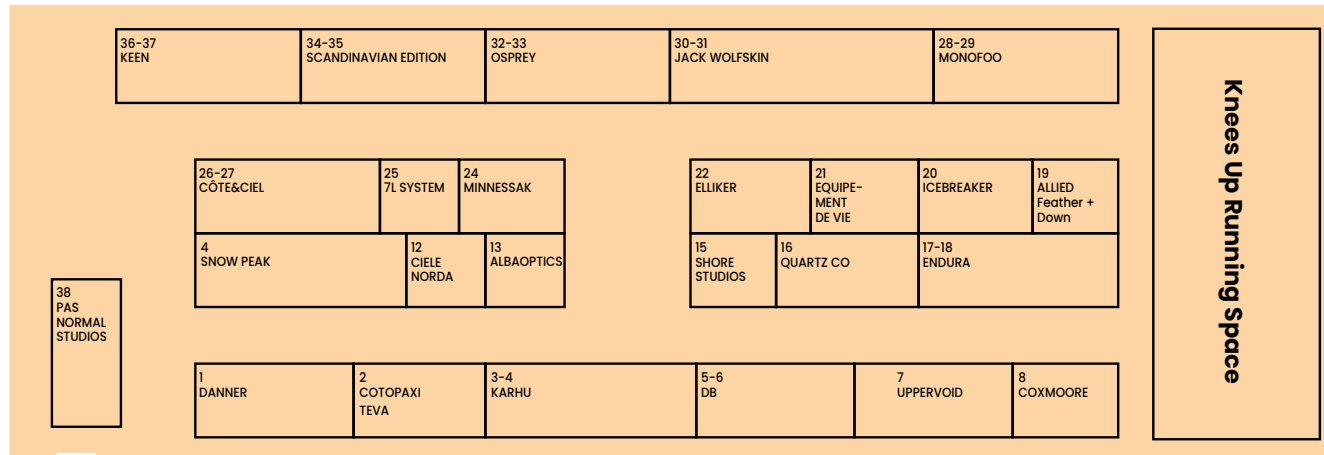 36-37
KEEN
34-35
SCANDINAVIAN EDITION
32-33
OSPREY
30-31
JACK WOLFSKIN
28-29
MONOFOO
Knees Up Running Space
26-27
CÔTE&CIEL
25
7L SYSTEM
24
MINNESSAK
22
ELLIKER
21
EQUIPE-
MENT
DE VIE
20
ICEBREAKER
19
ALLIED
Feather +
Down
4
SNOW PEAK
12
CIELE
NORDA
13
ALBAOPTICS
15
SHORE
STUDIOS
16
QUARTZ CO
17-18
ENDURA
38
PAS
NORMAL
STUDIOS
1
DANNER
2
COTOPAXI
TEVA
3-4
KARHU
5-6
DB
7
UPPERVOID
8
COXMOORE